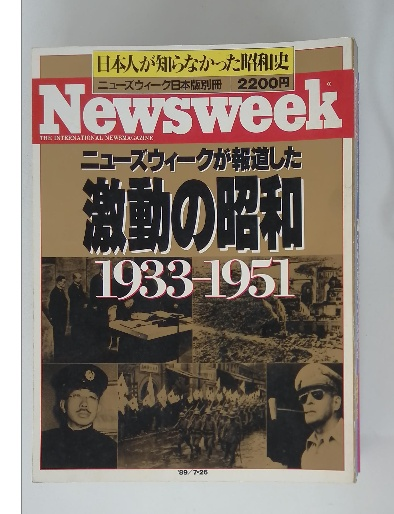 日本人が知らなかった昭和史
ニューズウィーク日本版別冊 2200円
Newsweek
THE INTERNATIONAL NEWSMAGAZINE
ニューズウィークが報道した
激動の昭和
1933-1951
'89/7・26